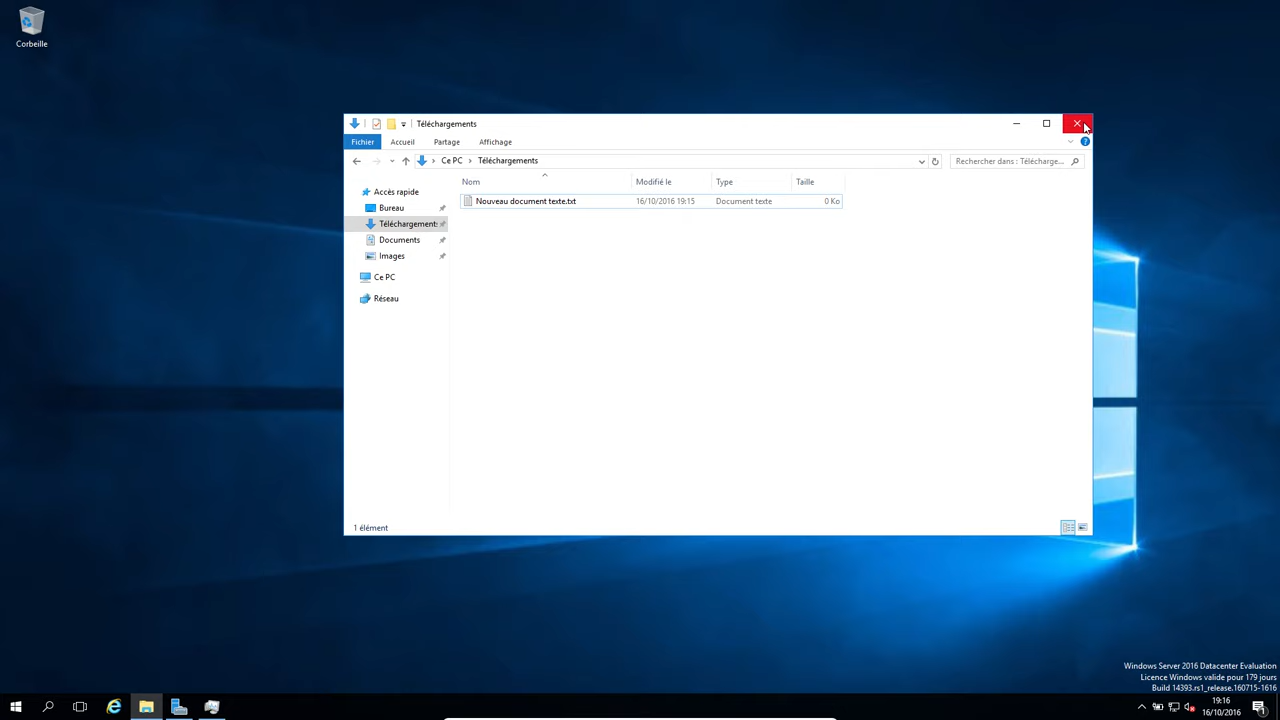 Corbeille
Téléchargements
Fichier Accueil Partage Affichage
Ce PC Téléchargements Rechercher dans : Télécharge...
Nom Modifié le Type Taille
Accès rapide
Nouveau document texte.txt 16/10/2016 19:15 Document texte 0 Ko
Bureau
Téléchargements
Documents
Images
Ce PC
Réseau
1 élément
Windows Server 2016 Datacenter Evaluation
Licence Windows valide pour 179 jours
Build 14393.rs1_release.160715-1616
19:16
16/10/2016
1